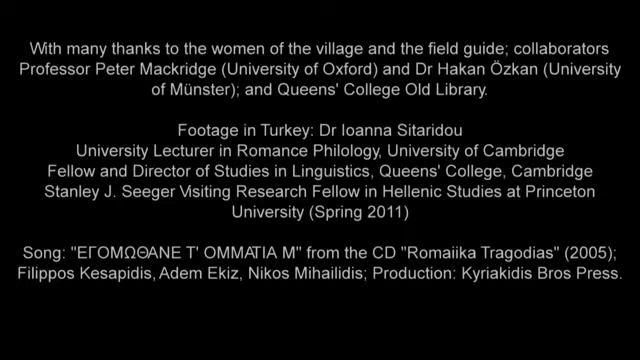 With many thanks to the women of the village and the field guide; collaborators
Professor Peter Mackridge (University of Oxford) and Dr Hakan Özkan (University
of Münster); and Queens' College Old Library.
Footage in Turkey: Dr Ioanna Sitaridou
University Lecturer in Romance Philology, University of Cambridge
Fellow and Director of Studies in Linguistics, Queens' College, Cambridge
Stanley J. Seeger Visiting Research Fellow in Hellenic Studies at Princeton
University (Spring 2011)
Song: "ΕΓΟΜΩΘΑΝΕ Τ' ΟΜΜΑΤΙΑ Μ" from the CD "Romaiika Tragodias" (2005);
Filippos Kesapidis, Adem Ekiz, Nikos Mihailidis; Production: Kyriakidis Bros Press.